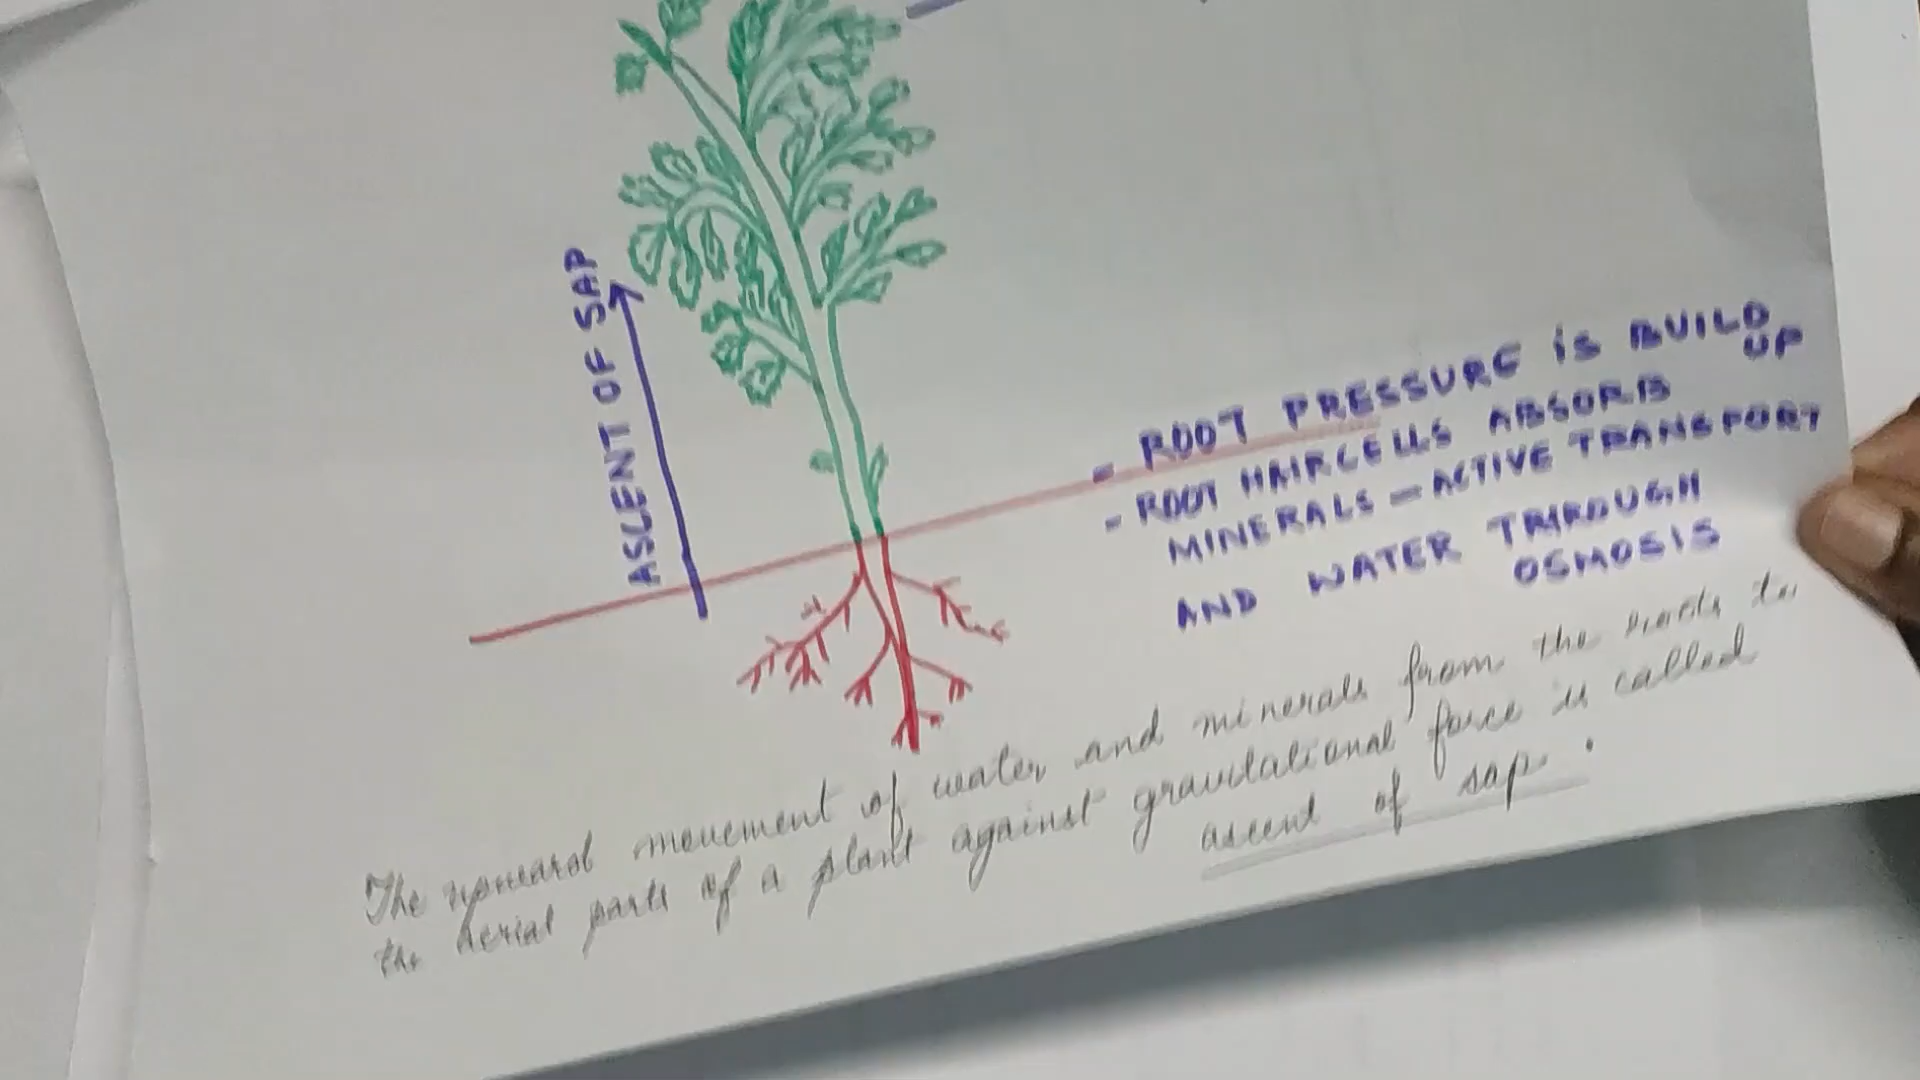 ASCENT OF SAP
- ROOT PRESSURE is BUILD UP
- ROOT HAIRCELLS ABSORB
MINERALS - ACTIVE TRANSPORT
AND WATER THROUGH
OSMOSIS
The upward movement of water and minerals from the roots to
the aerial parts of a plant against gravitational force is called
ascent of sap.